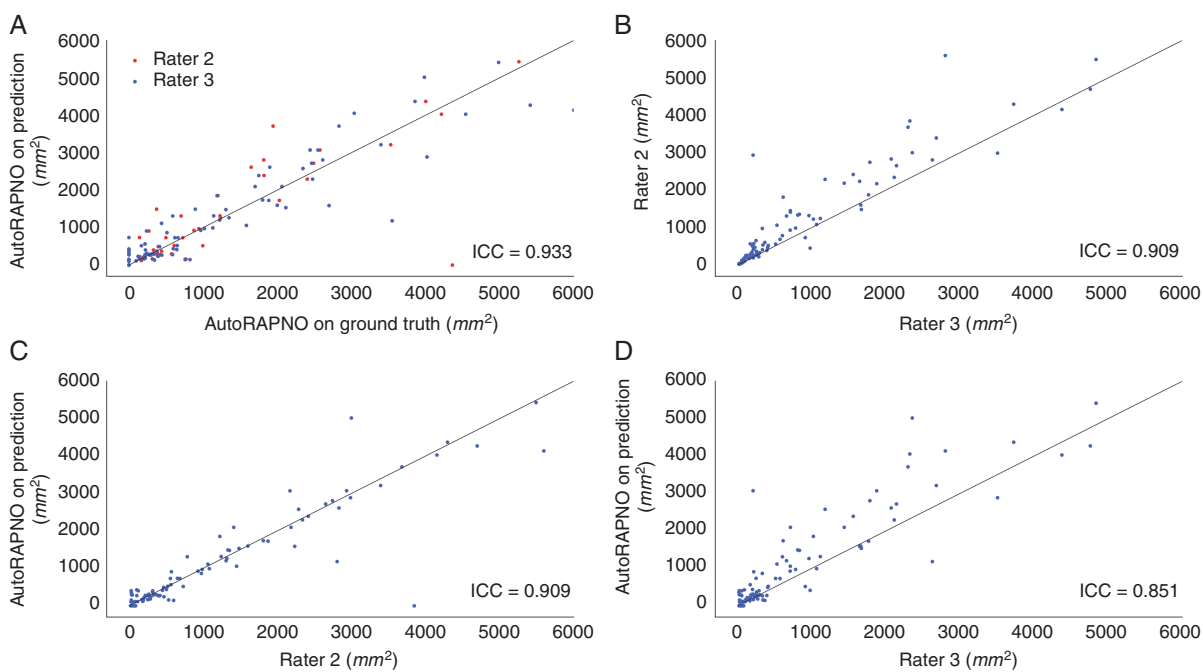 A
AutoRAPNO on prediction
(mm²)
6000
5000
4000
3000
2000
1000
0
Rater 2
Rater 3
ICC = 0.933
0 1000 2000 3000 4000 5000 6000
AutoRAPNO on ground truth (mm²)
B
Rater 2 (mm²)
6000
5000
4000
3000
2000
1000
0
ICC = 0.909
0 1000 2000 3000 4000 5000 6000
Rater 3 (mm²)
C
AutoRAPNO on prediction
(mm²)
6000
5000
4000
3000
2000
1000
0
ICC = 0.909
0 1000 2000 3000 4000 5000 6000
Rater 2 (mm²)
D
AutoRAPNO on prediction
(mm²)
6000
5000
4000
3000
2000
1000
0
ICC = 0.851
0 1000 2000 3000 4000 5000 6000
Rater 3 (mm²)